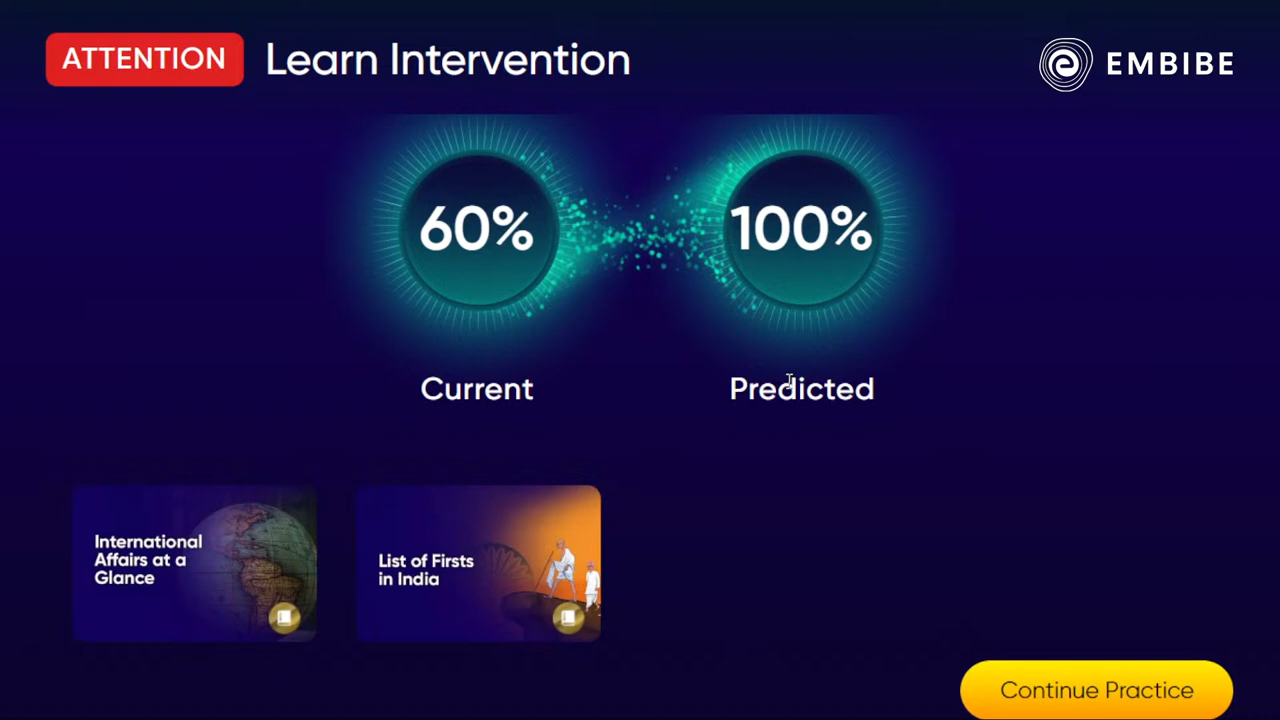 ATTENTION Learn Intervention
EMBIBE
60% 100%
Current Predicted
International
Affairs at a
Glance
List of Firsts
in India
Continue Practice